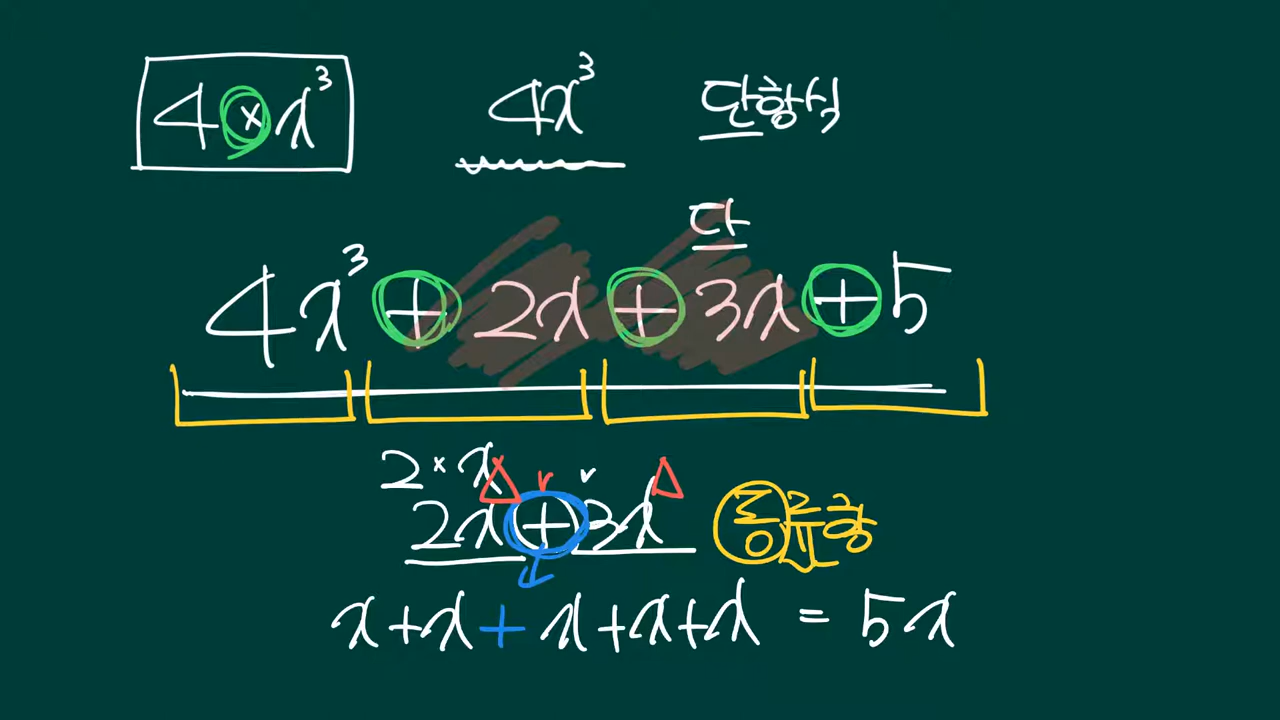 4×x³ 4x³ 단항식
단
4x³ + 2x + 3x + 5
2×x
2x + 3x 동류항
x+x+x+x+x = 5x